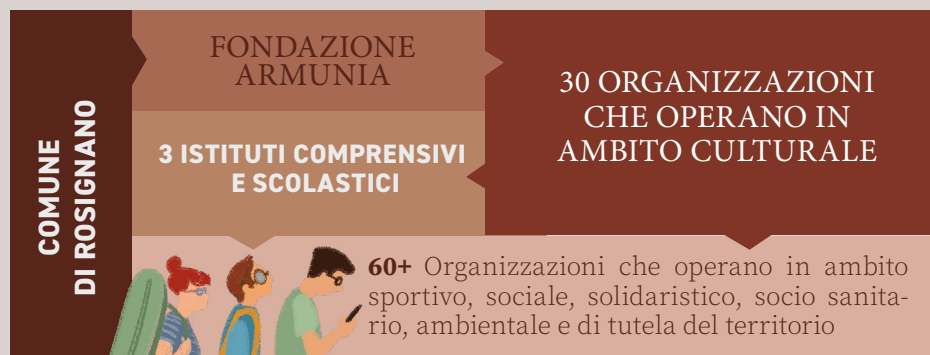 COMUNE
DI ROSIGNANO
FONDAZIONE
ARMUNIA
3 ISTITUTI COMPRENSIVI
E SCOLASTICI
30 ORGANIZZAZIONI
CHE OPERANO IN
AMBITO CULTURALE
60+ Organizzazioni che operano in ambito
sportivo, sociale, solidaristico, socio sanita-
rio, ambientale e di tutela del territorio